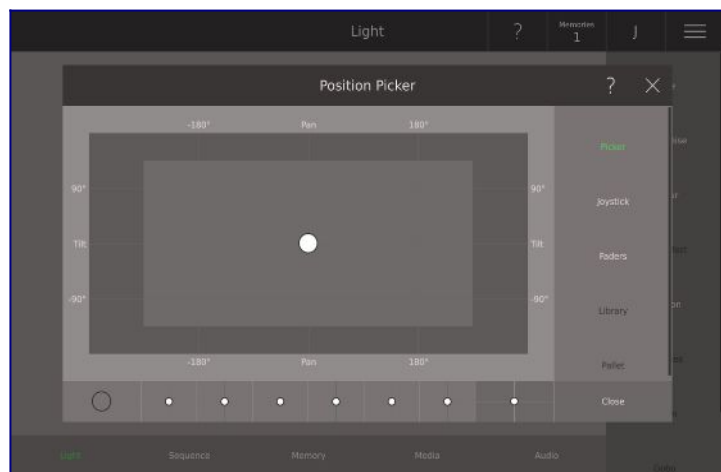 Light
?
Memories
1
J
Position Picker
?
-180° Pan 180°
Picker
90° 90°
Joystick
Tilt Tilt
Faders
-90° -90°
Library
-180° Pan 180°
Pallet
Close
Light Sequence Memory Media Audio